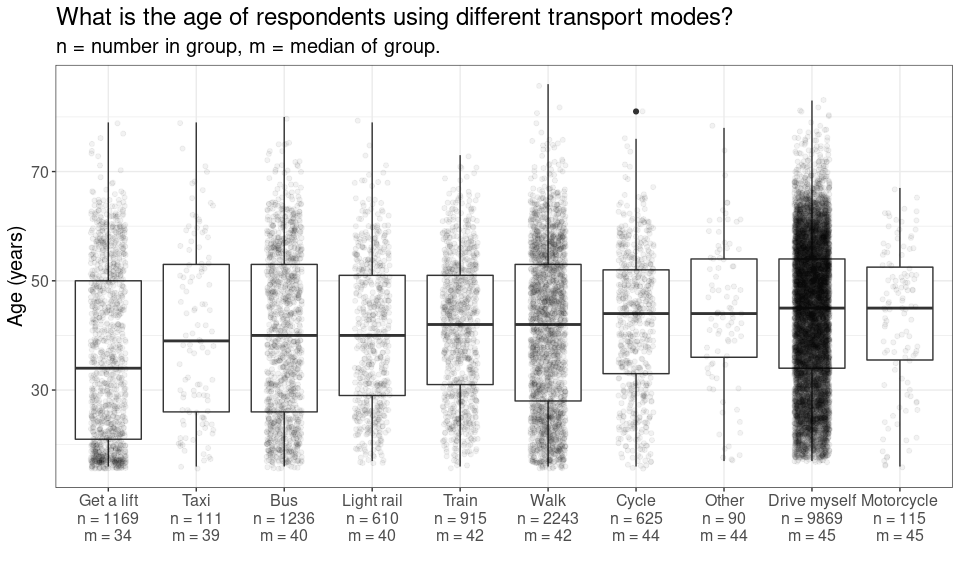 What is the age of respondents using different transport modes?
n = number in group, m = median of group.
Age (years)
70
50
30
Get a lift Taxi Bus Light rail Train Walk Cycle Other Drive myself Motorcycle
n = 1169 n = 111 n = 1236 n = 610 n = 915 n = 2243 n = 625 n = 90 n = 9869 n = 115
m = 34 m = 39 m = 40 m = 40 m = 42 m = 42 m = 44 m = 44 m = 45 m = 45